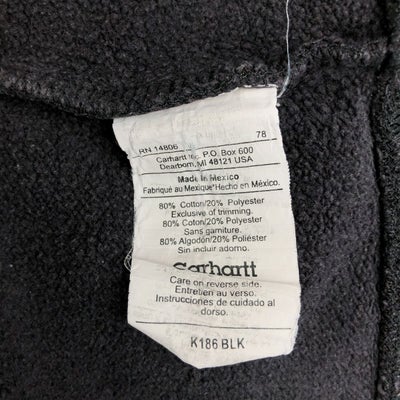 RN 14806 78
Carhartt Inc. P.O. Box 600
Dearborn, MI 48121 USA
Made in Mexico
Fabriqué au Mexique*Hecho en México.
80% Cotton/20% Polyester
Exclusive of trimming.
80% Coton/20% Polyester
Sans garniture.
80% Algodón/20% Poliéster
Sin incluir adorno.
carhartt
Care on reverse side.
Entretien au verso.
Instrucciones de cuidado al
dorso.
K186 BLK